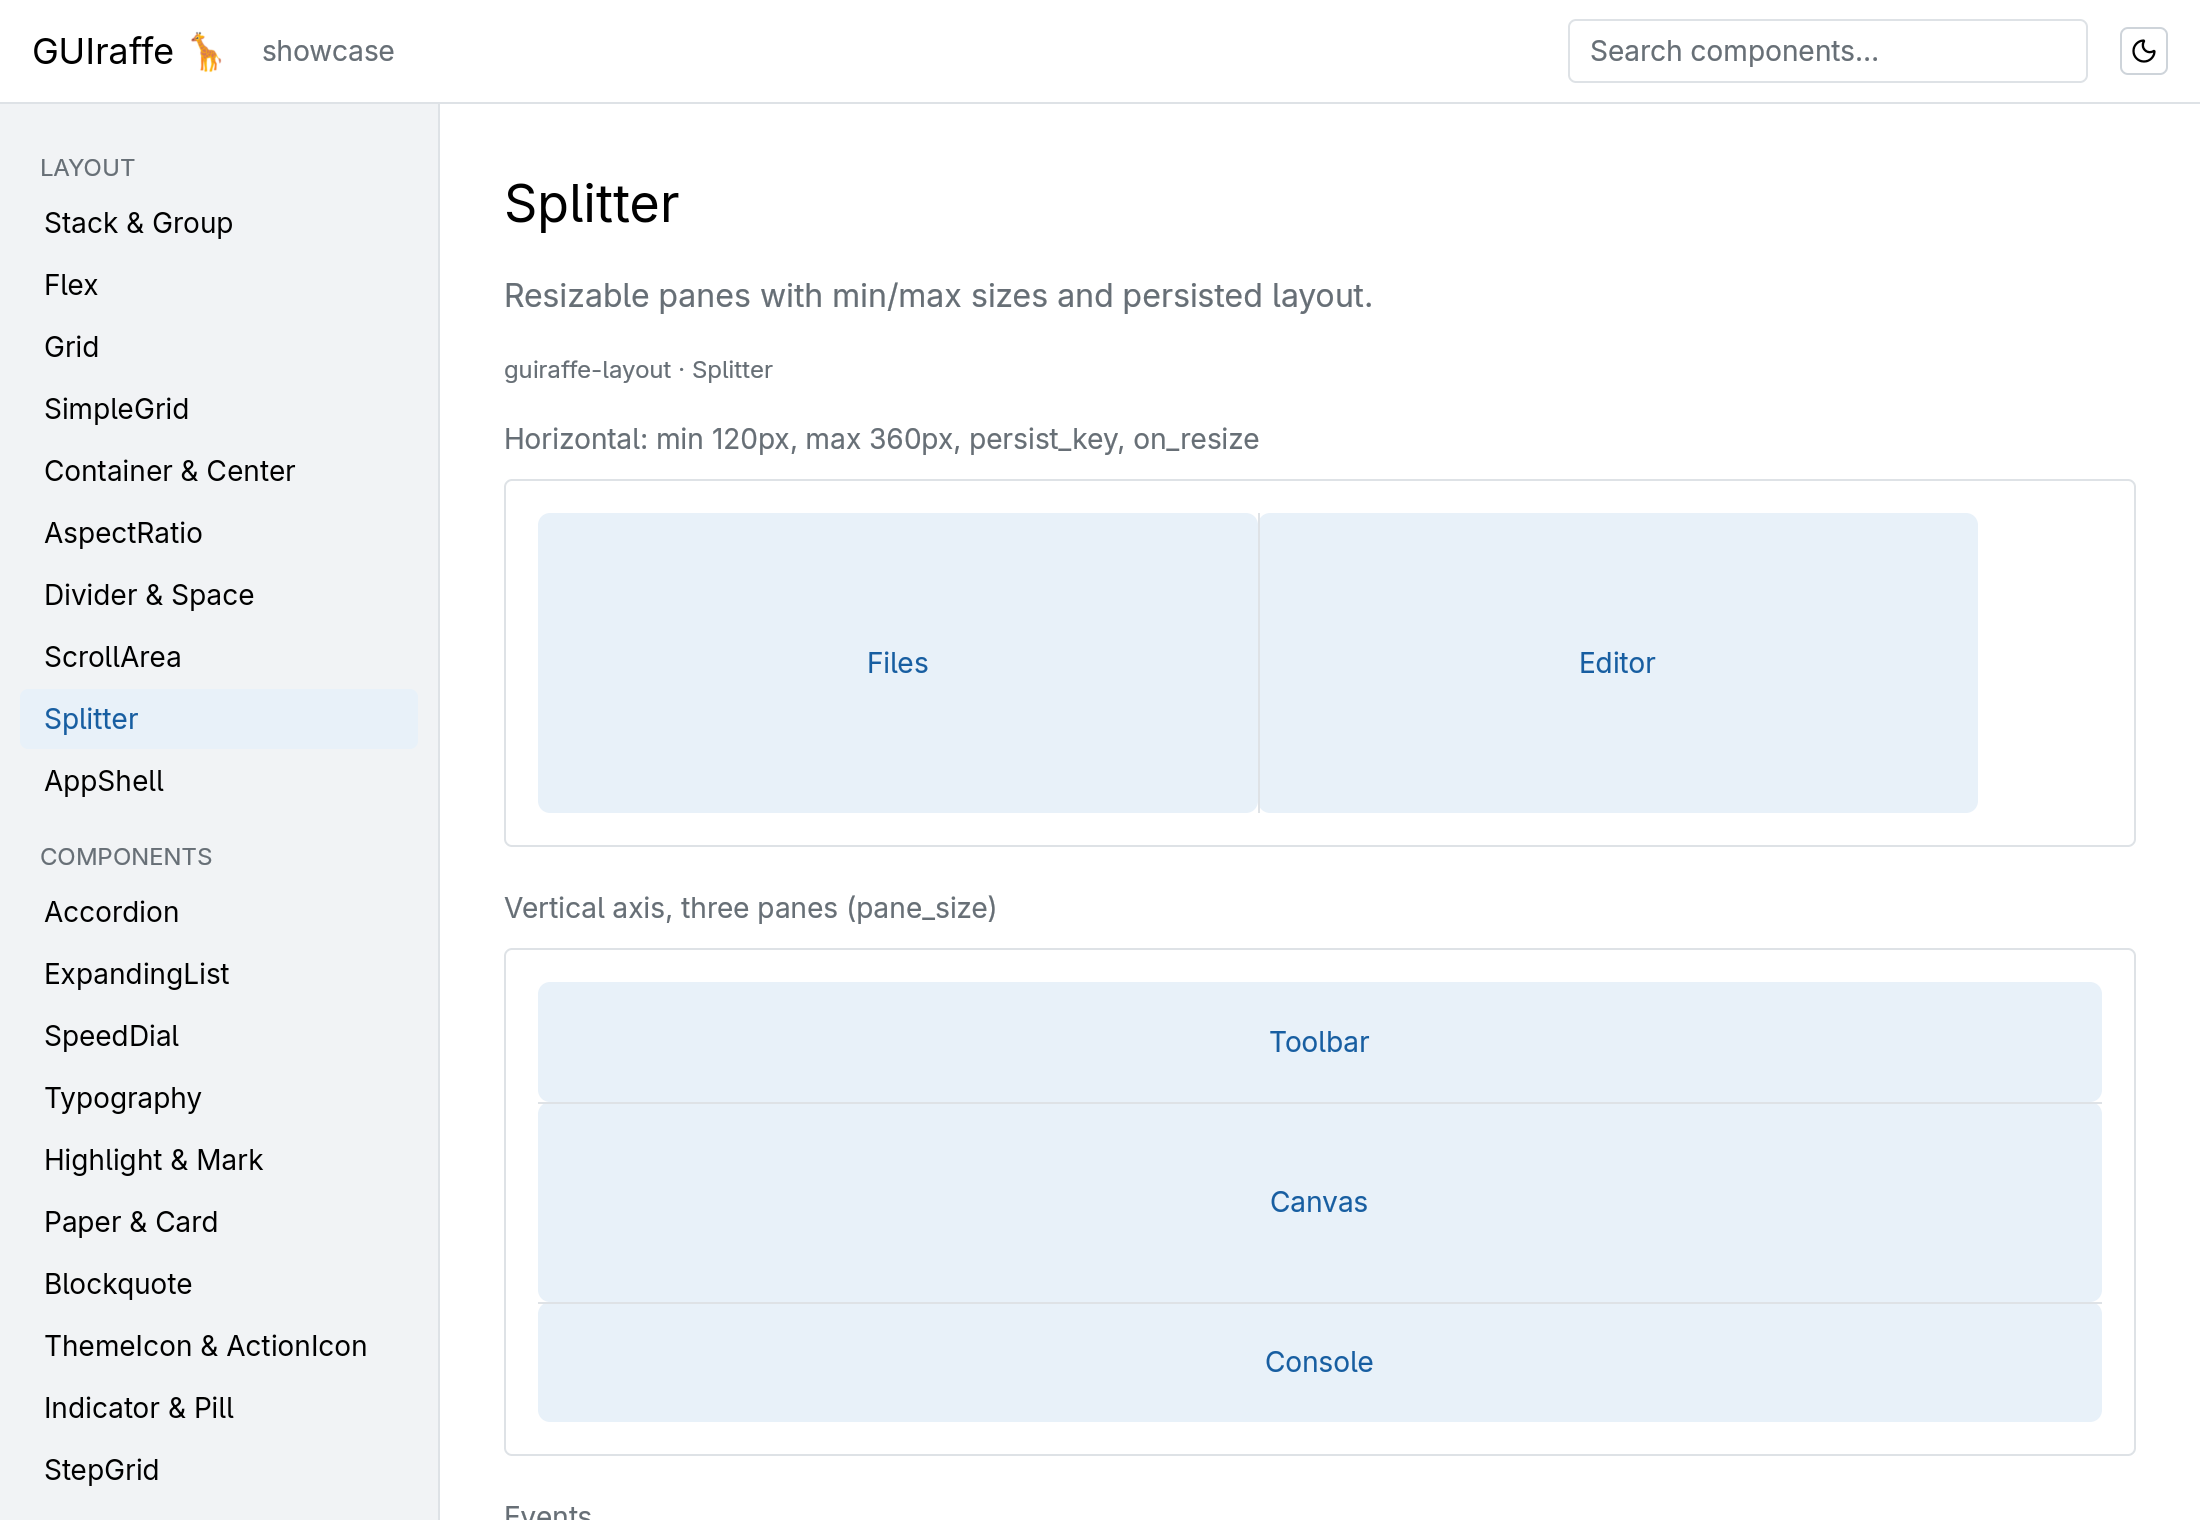 GUIraffe 🦒 showcase
Search components...
LAYOUT
Stack & Group
Flex
Grid
SimpleGrid
Container & Center
AspectRatio
Divider & Space
ScrollArea
Splitter
AppShell
COMPONENTS
Accordion
ExpandingList
SpeedDial
Typography
Highlight & Mark
Paper & Card
Blockquote
ThemeIcon & ActionIcon
Indicator & Pill
StepGrid
Splitter
Resizable panes with min/max sizes and persisted layout.
guiraffe-layout · Splitter
Horizontal: min 120px, max 360px, persist_key, on_resize
Files
Editor
Vertical axis, three panes (pane_size)
Toolbar
Canvas
Console
Events